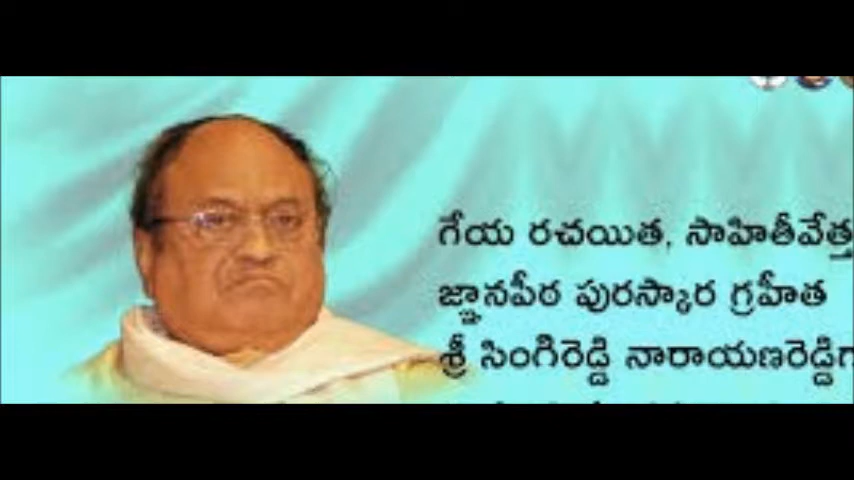 గేయ రచయిత, సాహితీవేత్త
జ్ఞానపీఠ పురస్కార గ్రహీత
శ్రీ సింగిరెడ్డి నారాయణరెడ్డిగ